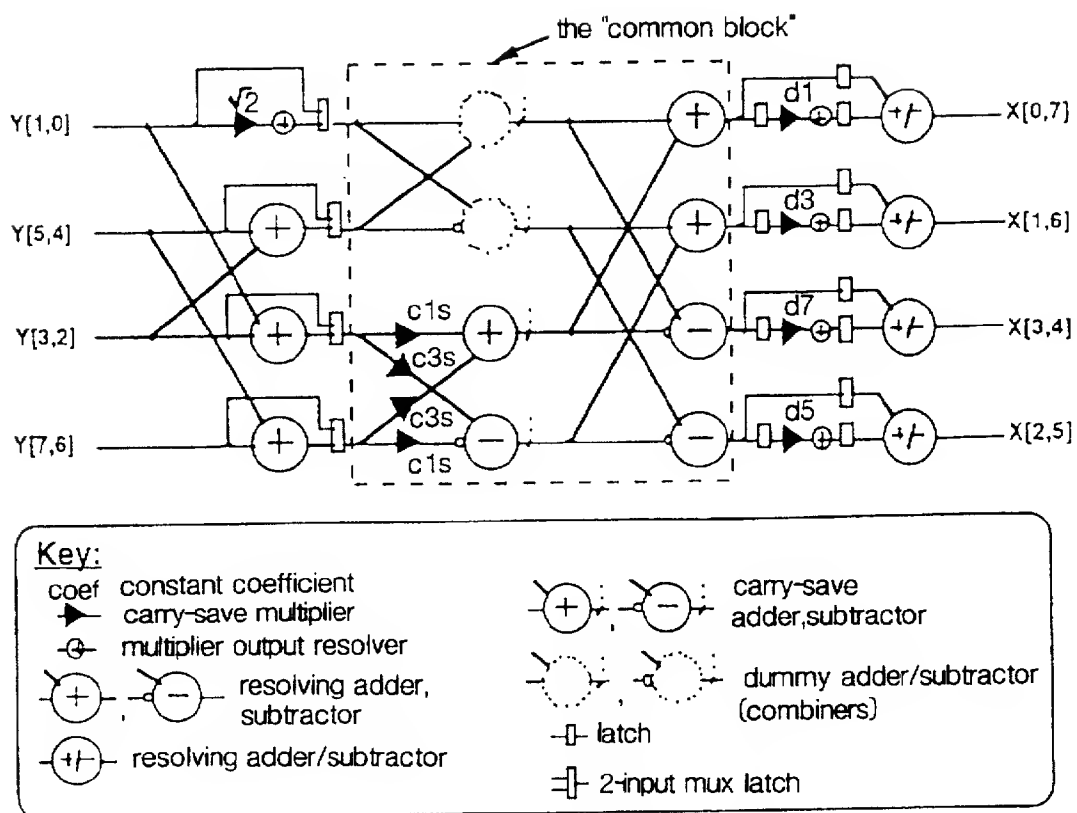 the "common block"
Y[1,0]
√2
+
d1
+/-
X[0,7]
Y[5,4]
+
+
d3
+/-
X[1,6]
Y[3,2]
+
c1s
+
-
d7
+/-
X[3,4]
c3s
Y[7,6]
+
c3s
c1s
-
-
d5
+/-
X[2,5]
Key:
coef constant coefficient
carry-save multiplier
multiplier output resolver
+ , - resolving adder,
subtractor
+/- resolving adder/subtractor
+ , - carry-save
adder,subtractor
, dummy adder/subtractor
(combiners)
latch
2-input mux latch